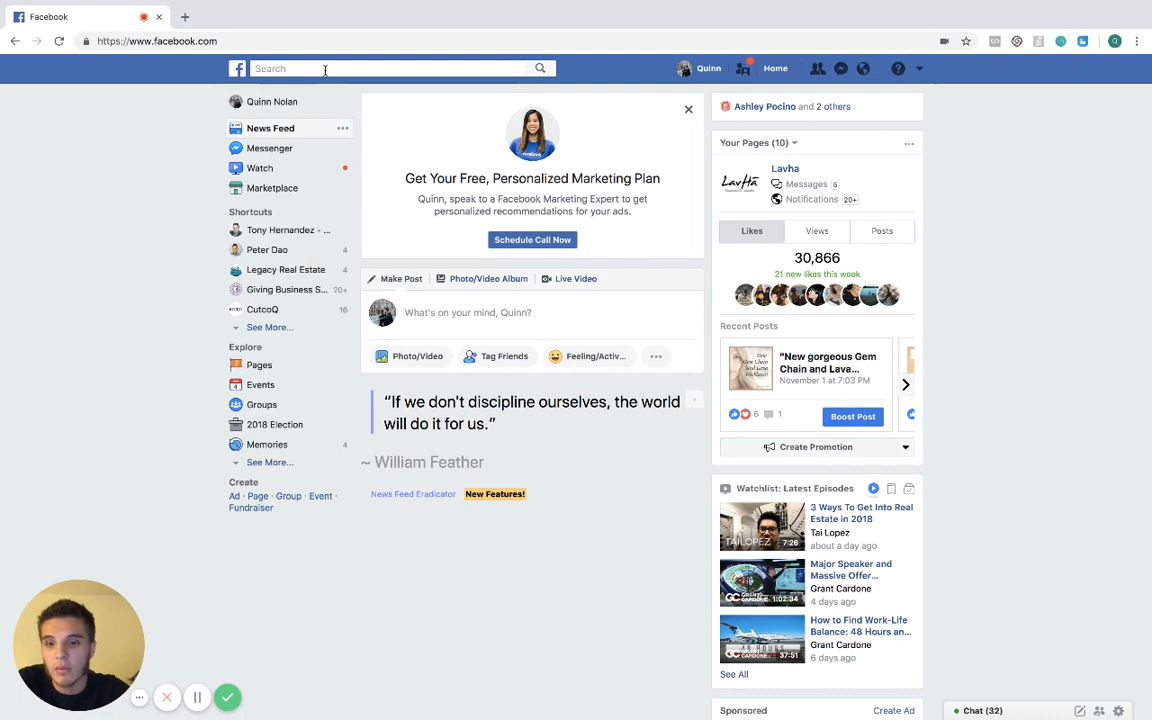 Facebook
https://www.facebook.com
Q
Search
Quinn
Home
Quinn Nolan
News Feed
Messenger
Watch
Marketplace
Shortcuts
Tony Hernandez - ...
Peter Dao 4
Legacy Real Estate 4
Giving Business S... 20+
CutcoQ 16
See More...
Explore
Pages
Events
Groups
2018 Election
Memories 4
See More...
Create
Ad · Page · Group · Event ·
Fundraiser
Get Your Free, Personalized Marketing Plan
Quinn, speak to a Facebook Marketing Expert to get
personalized recommendations for your ads.
Schedule Call Now
Make Post Photo/Video Album Live Video
What's on your mind, Quinn?
Photo/Video Tag Friends Feeling/Activ...
“If we don't discipline ourselves, the world
will do it for us.”
~ William Feather
News Feed Eradicator New Features!
Ashley Pocino and 2 others
Your Pages (10)
LavHa
Lavha
Messages 5
Notifications 20+
Likes Views Posts
30,866
21 new likes this week
Recent Posts
"New gorgeous Gem
Chain and Lava...
November 1 at 7:03 PM
6 1
Boost Post
Create Promotion
Watchlist: Latest Episodes
3 Ways To Get Into Real
Estate in 2018
Tai Lopez
about a day ago
TAILOPEZ 7:26
Major Speaker and
Massive Offer...
Grant Cardone
4 days ago
1:02:34
How to Find Work-Life
Balance: 48 Hours an...
Grant Cardone
6 days ago
37:51
See All
Sponsored Create Ad
Chat (32)